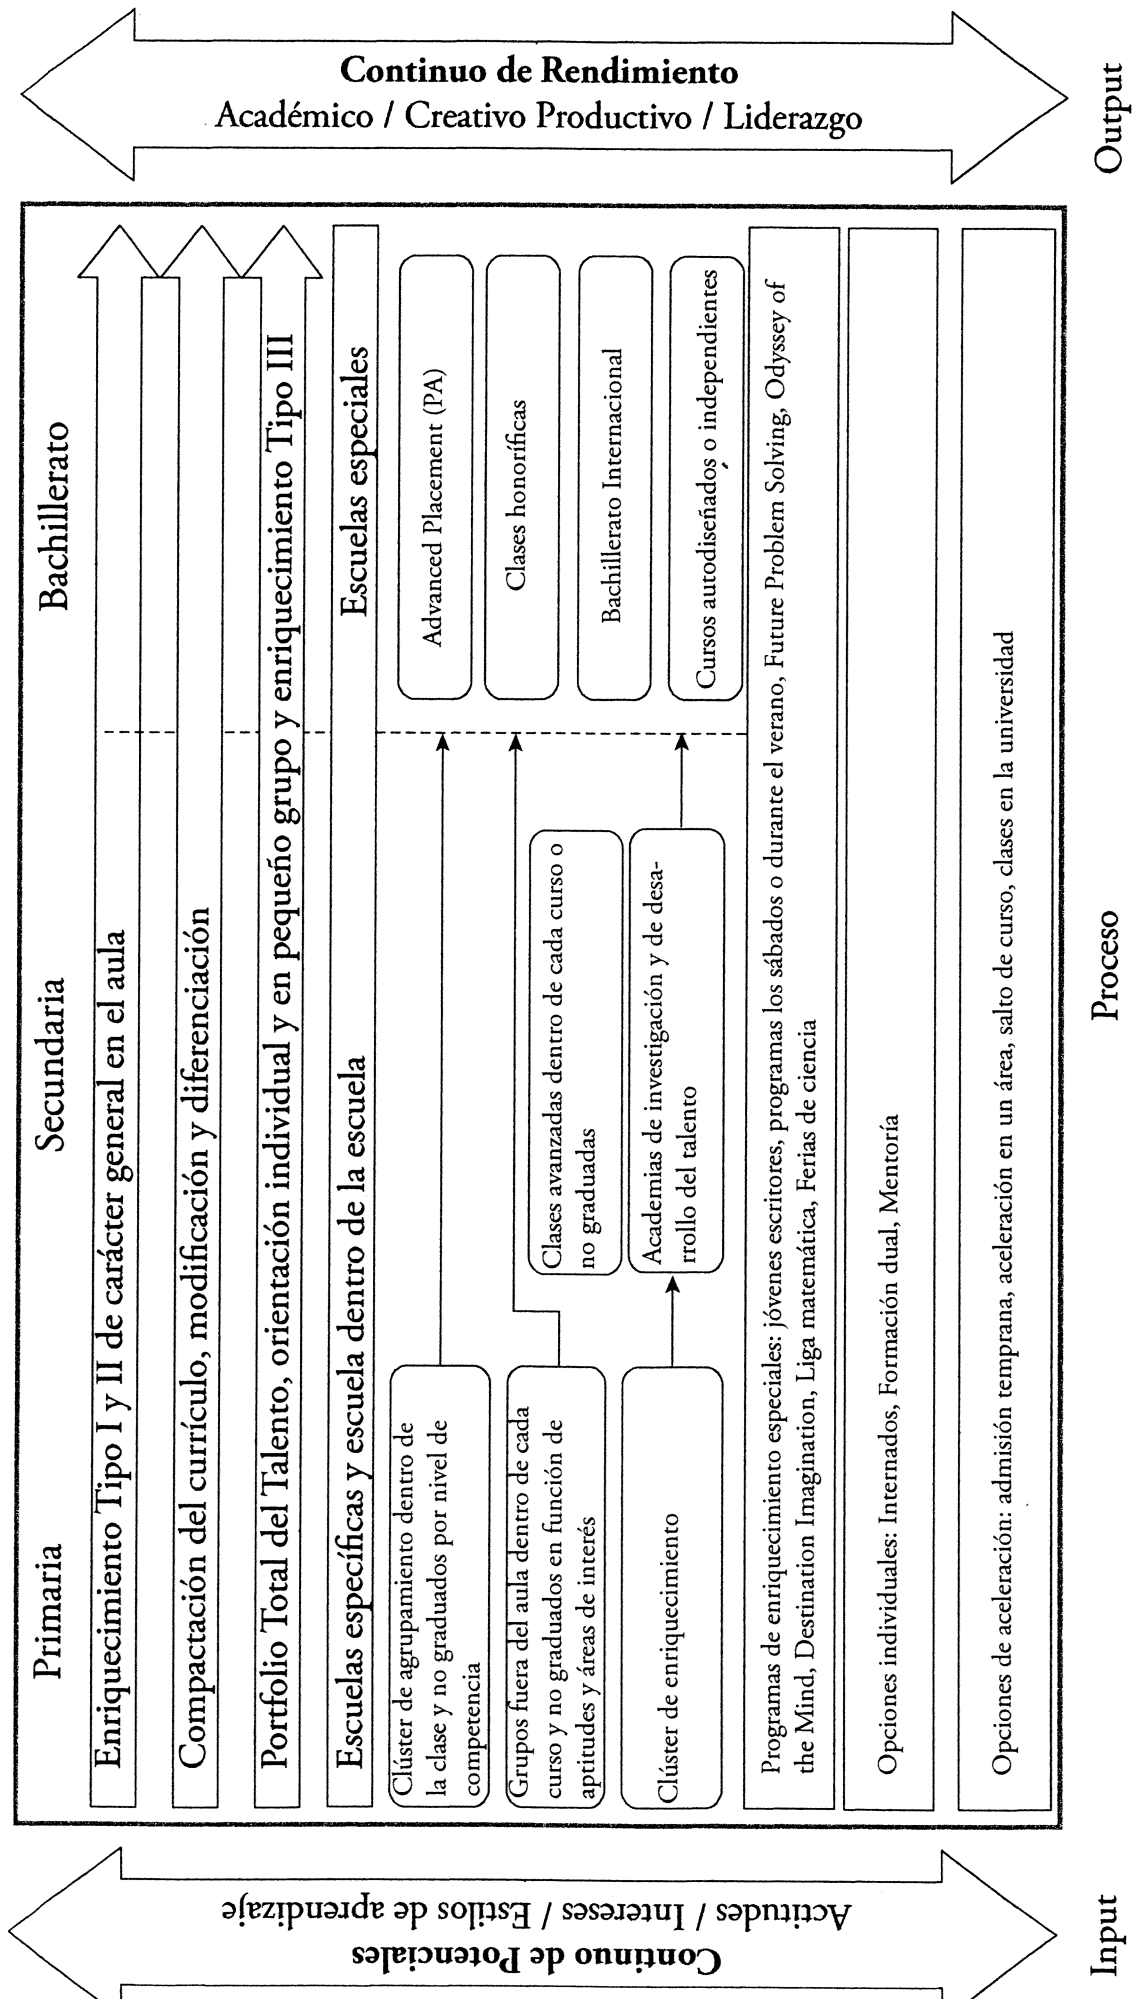 Continuo de Potenciales
Actitudes / Intereses / Estilos de aprendizaje
Input
Primaria
Secundaria
Bachillerato
Enriquecimiento Tipo I y II de carácter general en el aula
Compactación del currículo, modificación y diferenciación
Portfolio Total del Talento, orientación individual y en pequeño grupo y enriquecimiento Tipo III
Escuelas específicas y escuela dentro de la escuela
Escuelas especiales
Clúster de agrupamiento dentro de
la clase y no graduados por nivel de
competencia
Grupos fuera del aula dentro de cada
curso y no graduados en función de
aptitudes y áreas de interés
Clúster de enriquecimiento
Clases avanzadas dentro de cada curso o
no graduadas
Academias de investigación y de desa-
rrollo del talento
Advanced Placement (PA)
Clases honoríficas
Bachillerato Internacional
Cursos autodiseñados o independientes
Programas de enriquecimiento especiales: jóvenes escritores, programas los sábados o durante el verano, Future Problem Solving, Odyssey of
the Mind, Destination Imagination, Liga matemática, Ferias de ciencia
Opciones individuales: Internados, Formación dual, Mentoría
Opciones de aceleración: admisión temprana, aceleración en un área, salto de curso, clases en la universidad
Proceso
Continuo de Rendimiento
Académico / Creativo Productivo / Liderazgo
Output